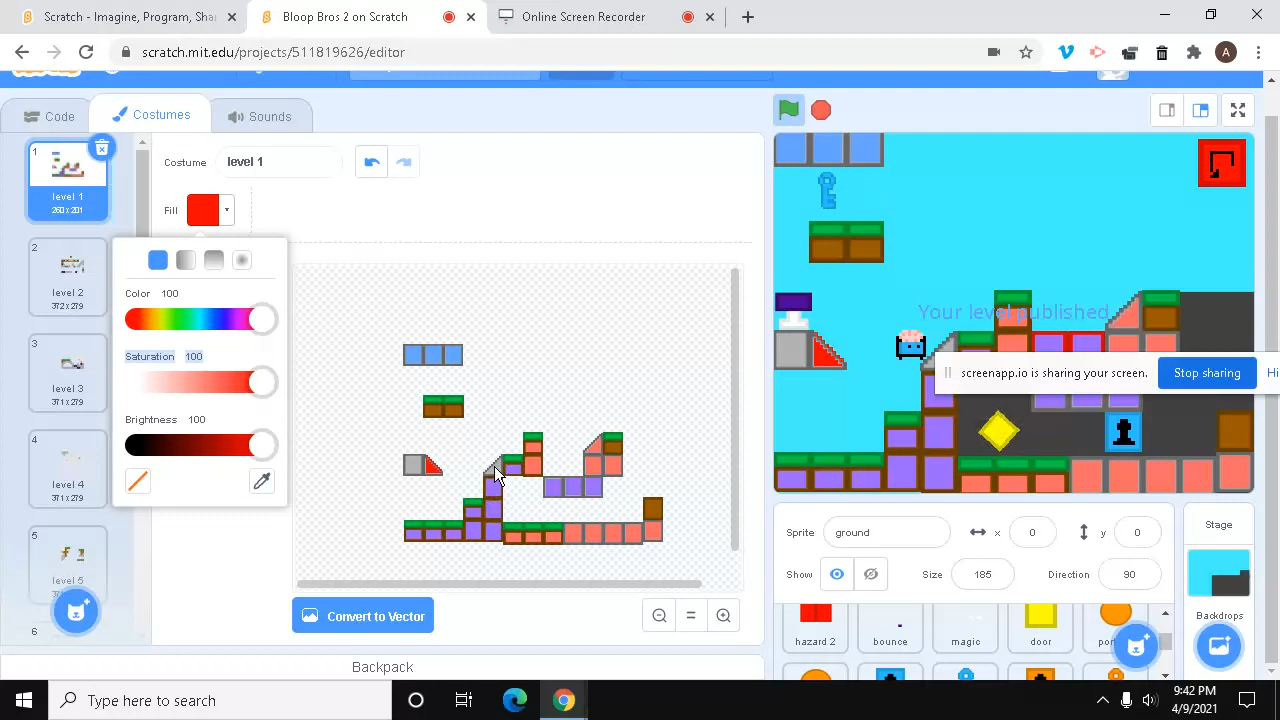 Scratch - Imagine, Program, Sha
Bloop Bros 2 on Scratch
Online Screen Recorder
scratch.mit.edu/projects/511819626/editor
A
Code
Costumes
Sounds
1
level 1
260 x 201
2
level 2
372 x 279
3
level 3
371 x 279
4
level 4
371 x 279
5
level 5
6
Costume
level 1
Fill
Color 100
Saturation 100
Brightness 100
Convert to Vector
Backpack
Your level published
screenapp.io is sharing your screen.
Stop sharing
Hi
Sprite
ground
x
0
y
0
Show
Size
185
Direction
90
Stage
Backdrops
hazard 2
bounce
magic
door
por
Type here to search
9:42 PM
4/9/2021